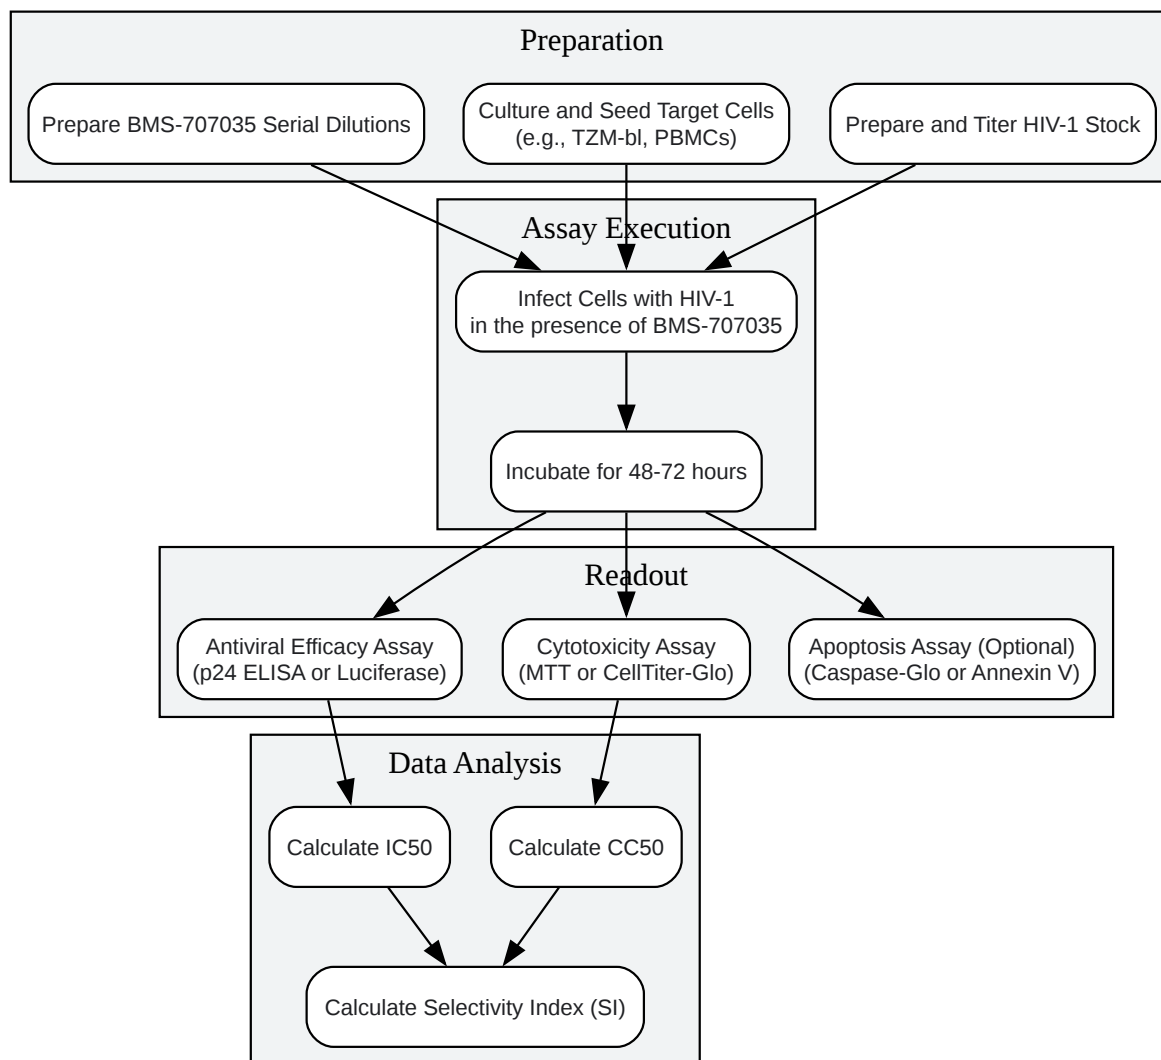 Preparation
Prepare BMS-707035 Serial Dilutions
Culture and Seed Target Cells
(e.g., TZM-bl, PBMCs)
Prepare and Titer HIV-1 Stock
Assay Execution
Infect Cells with HIV-1
in the presence of BMS-707035
Incubate for 48-72 hours
Readout
Antiviral Efficacy Assay
(p24 ELISA or Luciferase)
Cytotoxicity Assay
(MTT or CellTiter-Glo)
Apoptosis Assay (Optional)
(Caspase-Glo or Annexin V)
Data Analysis
Calculate IC50
Calculate CC50
Calculate Selectivity Index (SI)